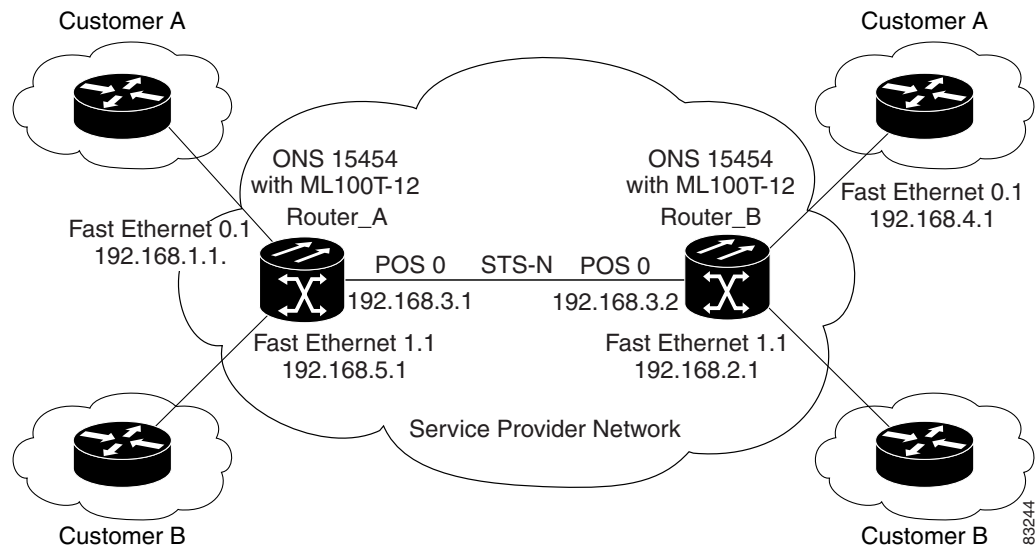 Customer A
Customer A
ONS 15454
with ML100T-12
Router_A
ONS 15454
with ML100T-12
Router_B
Fast Ethernet 0.1
192.168.1.1.
Fast Ethernet 0.1
192.168.4.1
POS 0
STS-N
POS 0
192.168.3.1
192.168.3.2
Fast Ethernet 1.1
192.168.5.1
Fast Ethernet 1.1
192.168.2.1
Service Provider Network
Customer B
Customer B
83244